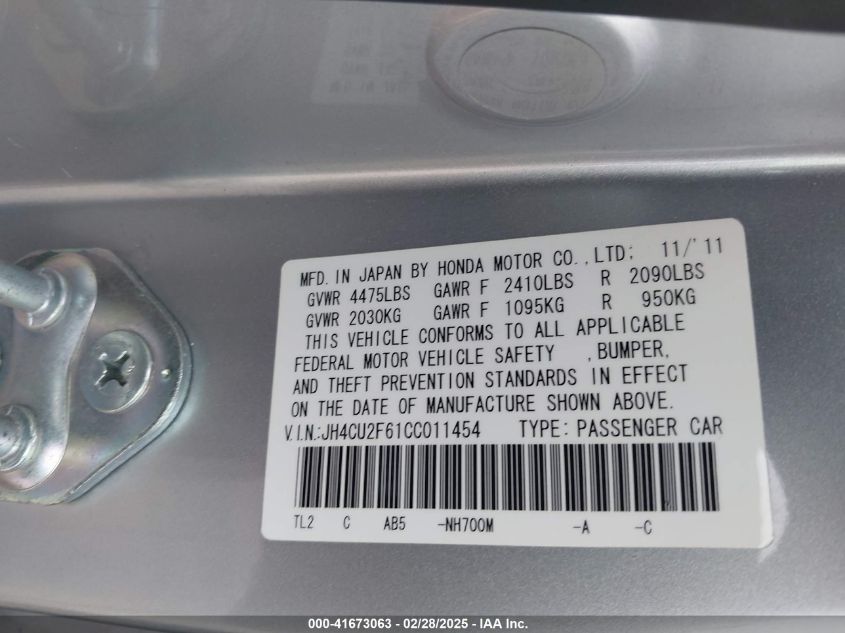 MFD. IN JAPAN BY HONDA MOTOR CO., LTD; 11/'11
GVWR 4475LBS GAWR F 2410LBS R 2090LBS
GVWR 2030KG GAWR F 1095KG R 950KG
THIS VEHICLE CONFORMS TO ALL APPLICABLE
FEDERAL MOTOR VEHICLE SAFETY , BUMPER,
AND THEFT PREVENTION STANDARDS IN EFFECT
ON THE DATE OF MANUFACTURE SHOWN ABOVE.
V.I.N.:JH4CU2F61CC011454 TYPE: PASSENGER CAR
TL2 C AB5 -NH700M -A -C
000-41673063 - 02/28/2025 - IAA Inc.